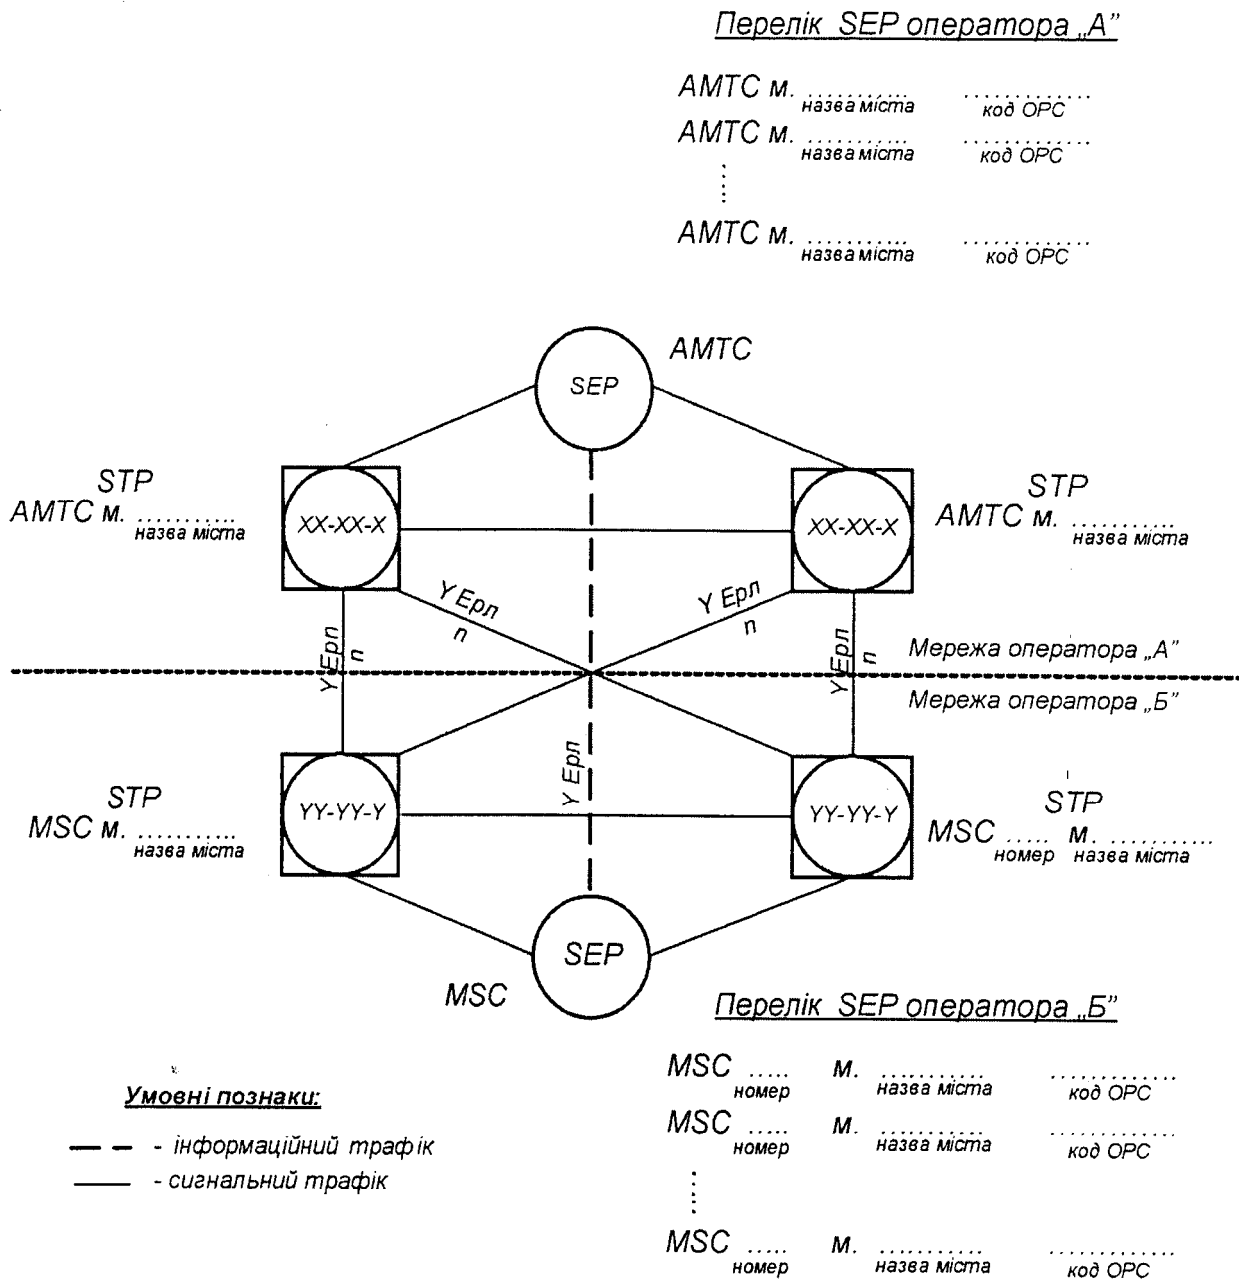 Перелік SEP оператора „А”
АМТС м. ........... .............
назва міста код ОРС
АМТС м. ........... .............
назва міста код ОРС
АМТС м. ........... .............
назва міста код ОРС
АМТС
SEP
STP
АМТС м. ...........
назва міста
XX-XX-X
XX-XX-X
STP
АМТС м. ...........
назва міста
Y Ерл
n
Y Ерл
n
Y Ерл
n
Y Ерл
n
Мережа оператора „А”
Мережа оператора „Б”
Y Ерл
STP
MSC м. ...........
назва міста
YY-YY-Y
YY-YY-Y
STP
MSC ..... м. ...........
номер назва міста
SEP
MSC
Перелік SEP оператора „Б”
MSC ..... м. ........... .............
номер назва міста код ОРС
MSC ..... м. ........... .............
номер назва міста код ОРС
MSC ..... м. ........... .............
номер назва міста код ОРС
Умовні познаки:
- інформаційний трафік
- сигнальний трафік